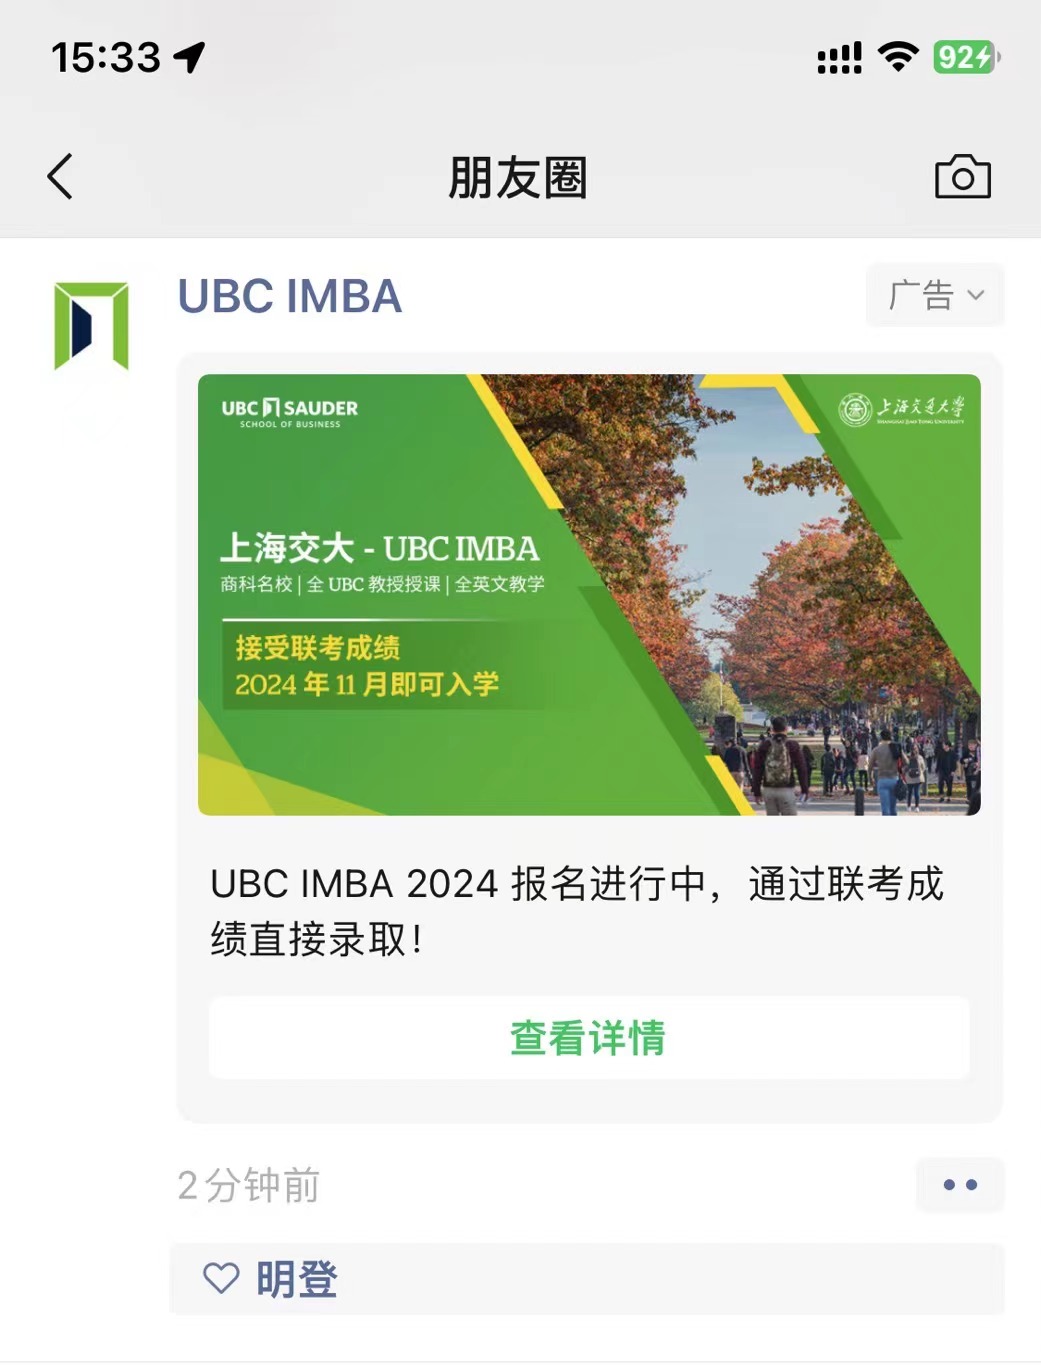 15:33
92
朋友圈
UBC IMBA
广告
UBC SAUDER
SCHOOL OF BUSINESS
上海交通大学
SHANGHAI JIAO TONG UNIVERSITY
上海交大 - UBC IMBA
商科名校 | 全 UBC 教授授课 | 全英文教学
接受联考成绩
2024 年 11 月即可入学
UBC IMBA 2024 报名进行中，通过联考成
绩直接录取！
查看详情
2分钟前
明登